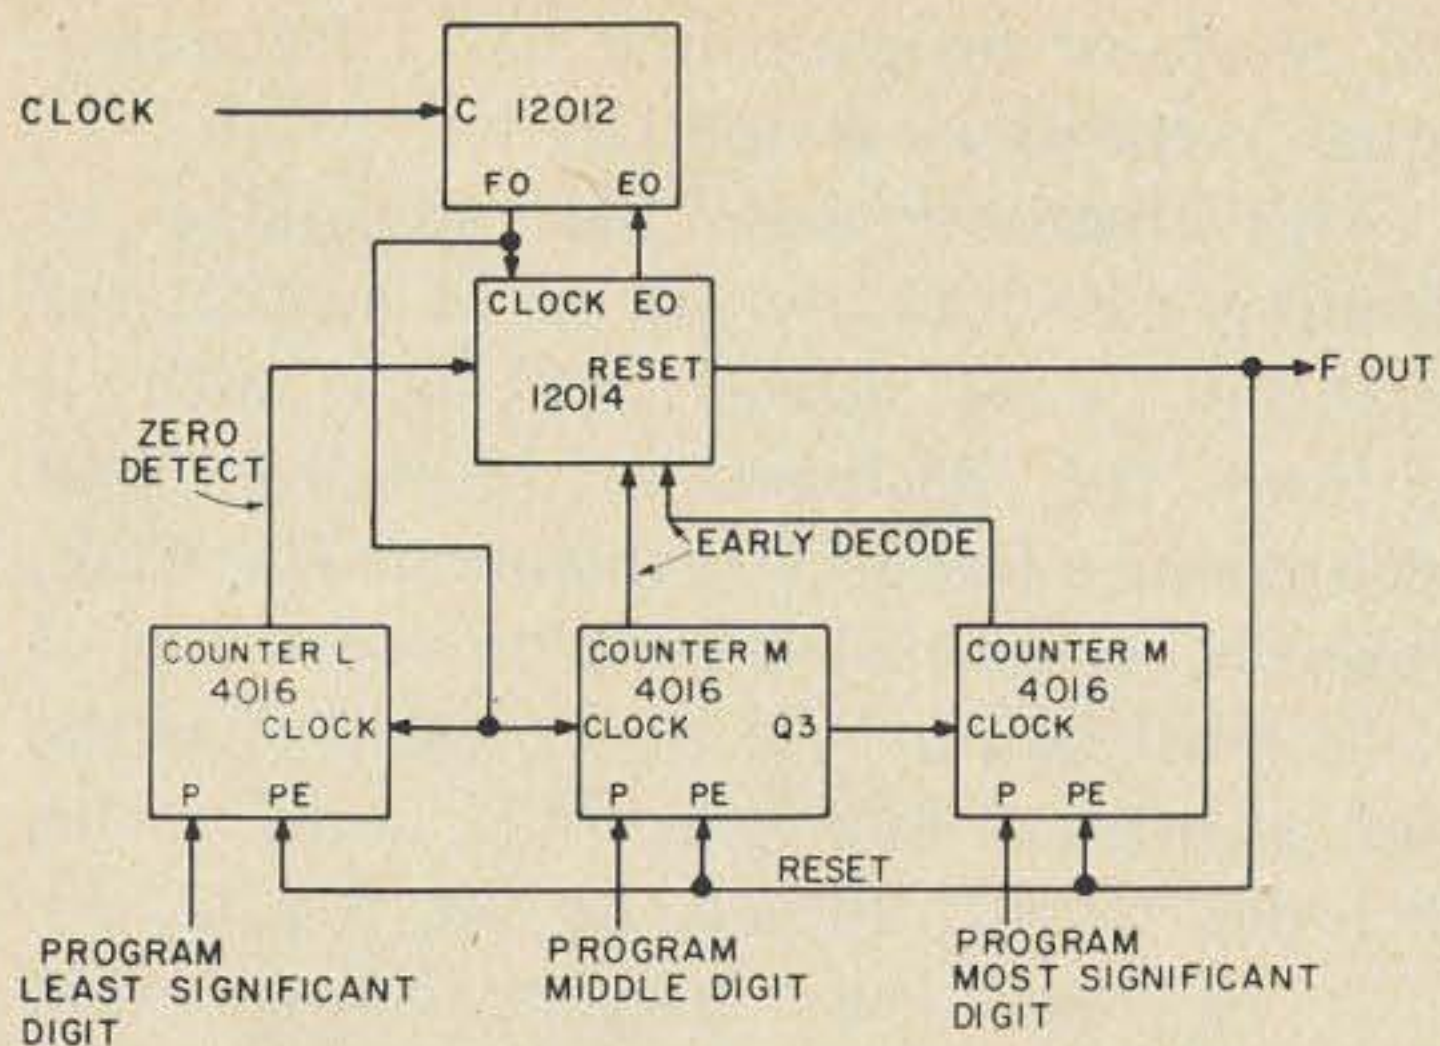 CLOCK
C 12012
FO EO
CLOCK EO
RESET
12014
F OUT
ZERO
DETECT
EARLY DECODE
COUNTER L
4016
CLOCK
P PE
COUNTER M
4016
CLOCK Q3
P PE
COUNTER M
4016
CLOCK
P PE
RESET
PROGRAM
LEAST SIGNIFICANT
DIGIT
PROGRAM
MIDDLE DIGIT
PROGRAM
MOST SIGNIFICANT
DIGIT